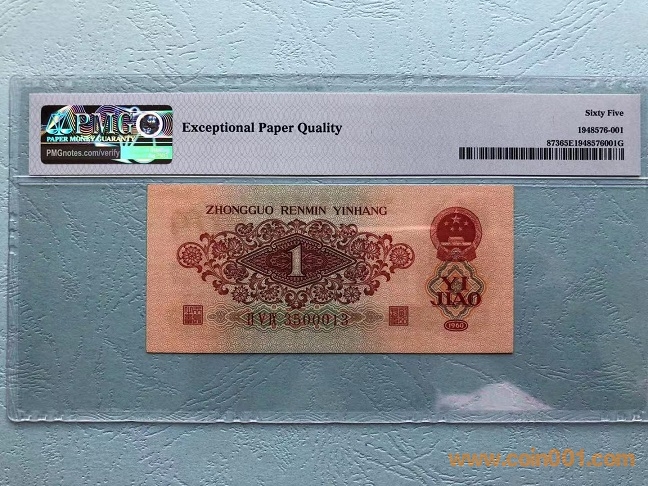 PMG
PAPER MONEY GUARANTY
PMGnotes.com/verify
Exceptional Paper Quality
Sixty Five
1948576-001
87365E1948576001G
ZHONGGUO RENMIN YINHANG
1
YI
JIAO
3500013
1960
www.coin001.com